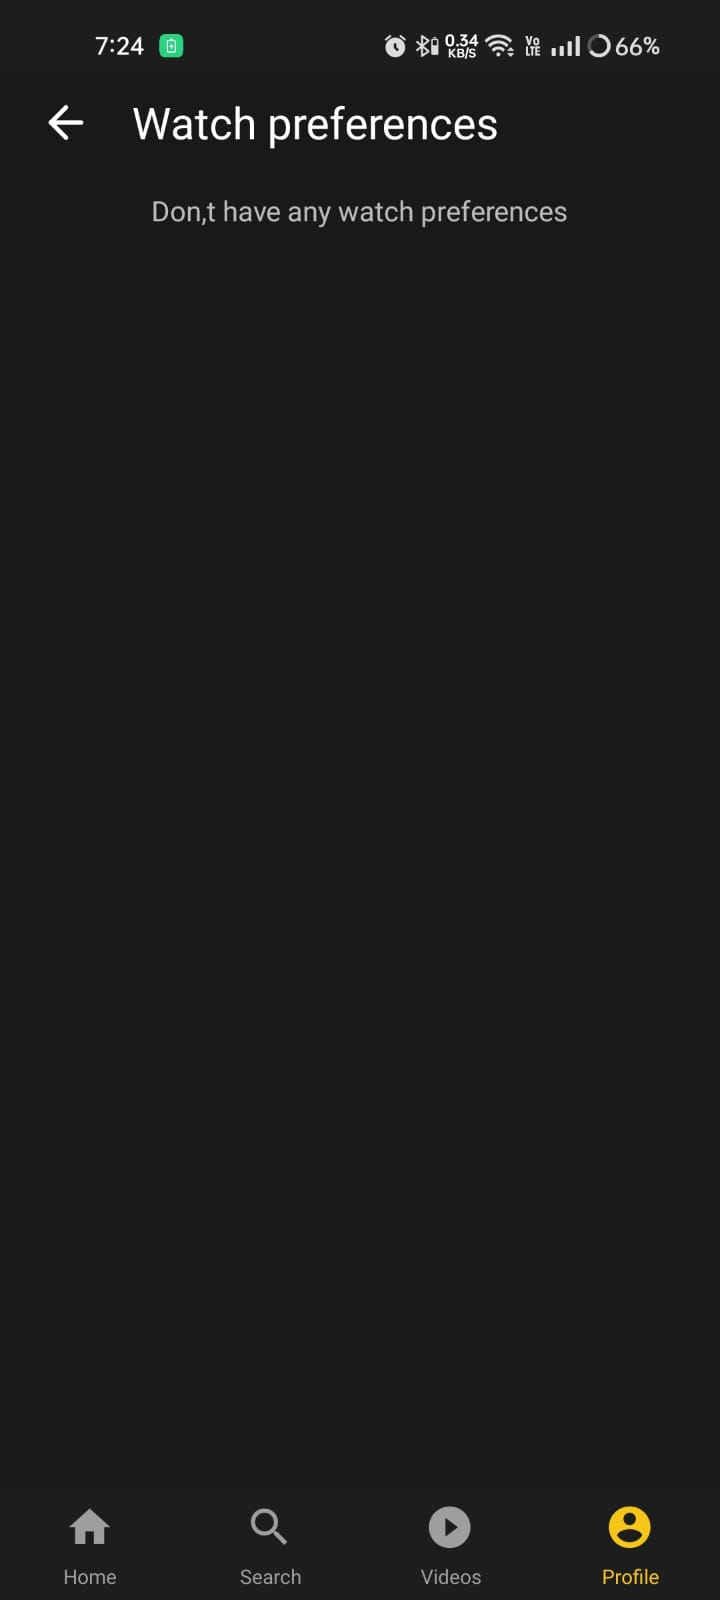 7:24 0.34 KB/S Vo LTE 66%
Watch preferences
Don,t have any watch preferences
Home Search Videos Profile